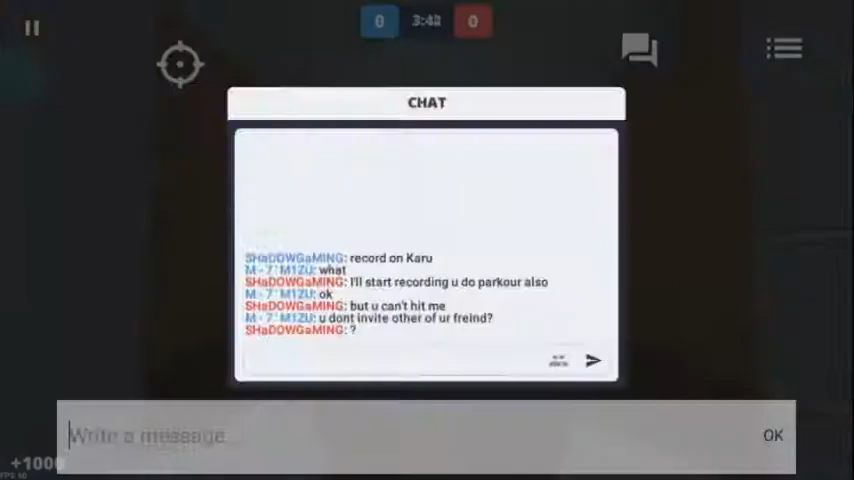 0 3:42 0
CHAT
SHaDOWGaMING: record on Karu
M - 7 ' M1ZU: what
SHaDOWGaMING: I'll start recording u do parkour also
M - 7 ' M1ZU: ok
SHaDOWGaMING: but u can't hit me
M - 7 ' M1ZU: u dont invite other of ur freind?
SHaDOWGaMING: ?
Write a message...
OK
+1000